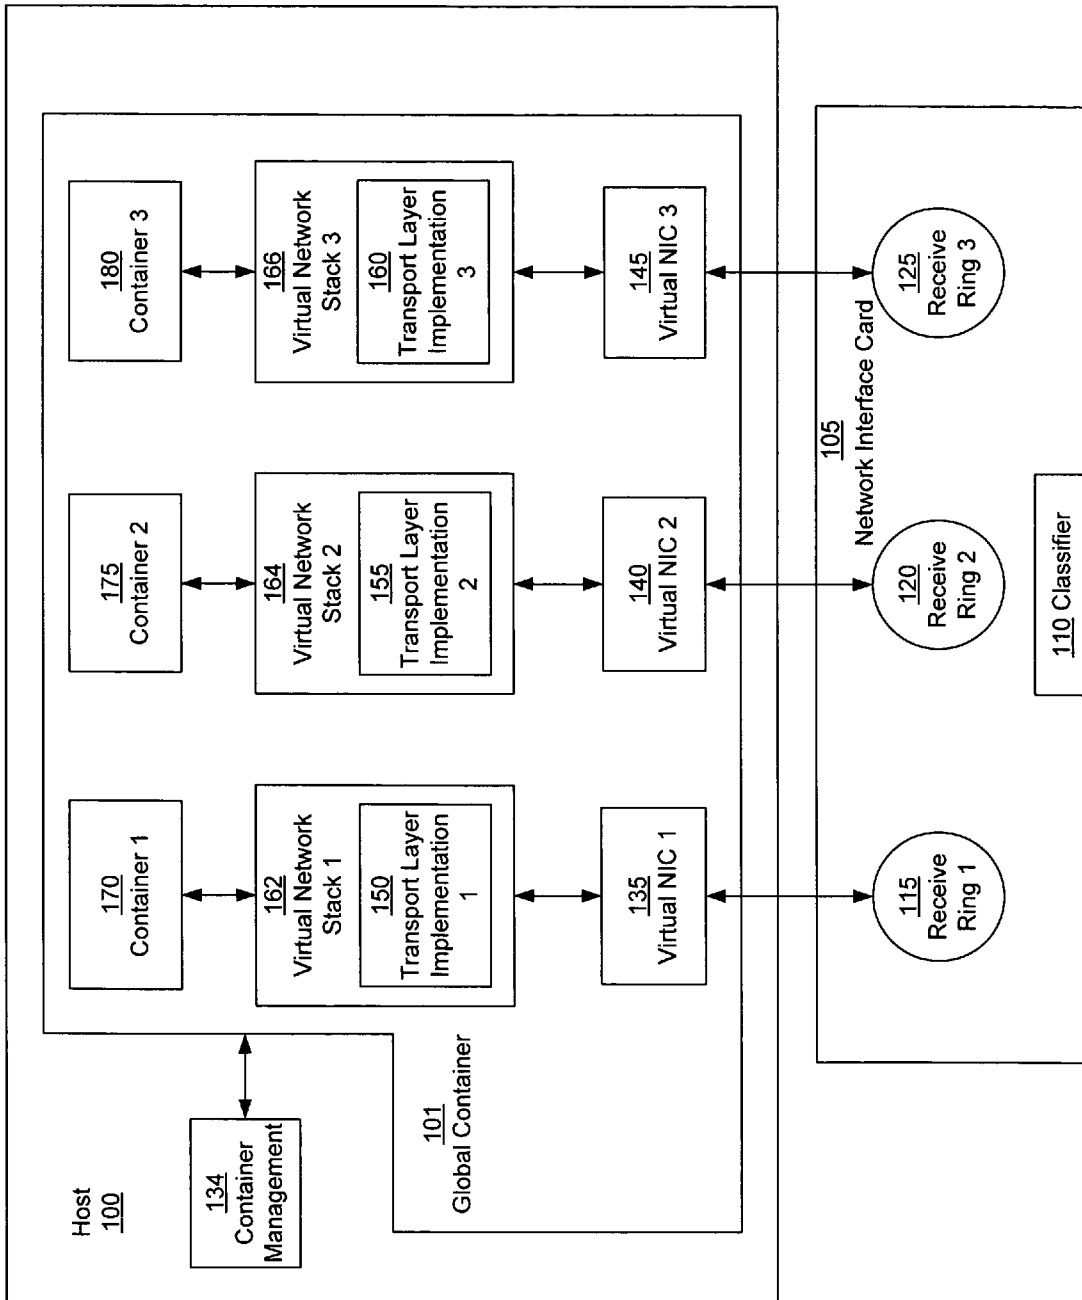 Host
100
134
Container
Management
101
Global Container
170
Container 1
175
Container 2
180
Container 3
162
Virtual Network
Stack 1
150
Transport Layer
Implementation
1
164
Virtual Network
Stack 2
155
Transport Layer
Implementation
2
166
Virtual Network
Stack 3
160
Transport Layer
Implementation
3
135
Virtual NIC 1
140
Virtual NIC 2
145
Virtual NIC 3
105
Network Interface Card
115
Receive
Ring 1
120
Receive
Ring 2
125
Receive
Ring 3
110 Classifier